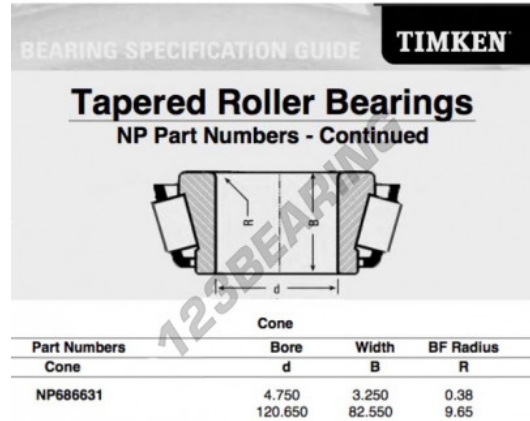 BEARING SPECIFICATION GUIDE
TIMKEN
Tapered Roller Bearings
NP Part Numbers - Continued
R
B
d
123BEARING
Cone
Part Numbers Bore Width BF Radius
Cone d B R
NP686631 4.750 3.250 0.38
120.650 82.550 9.65